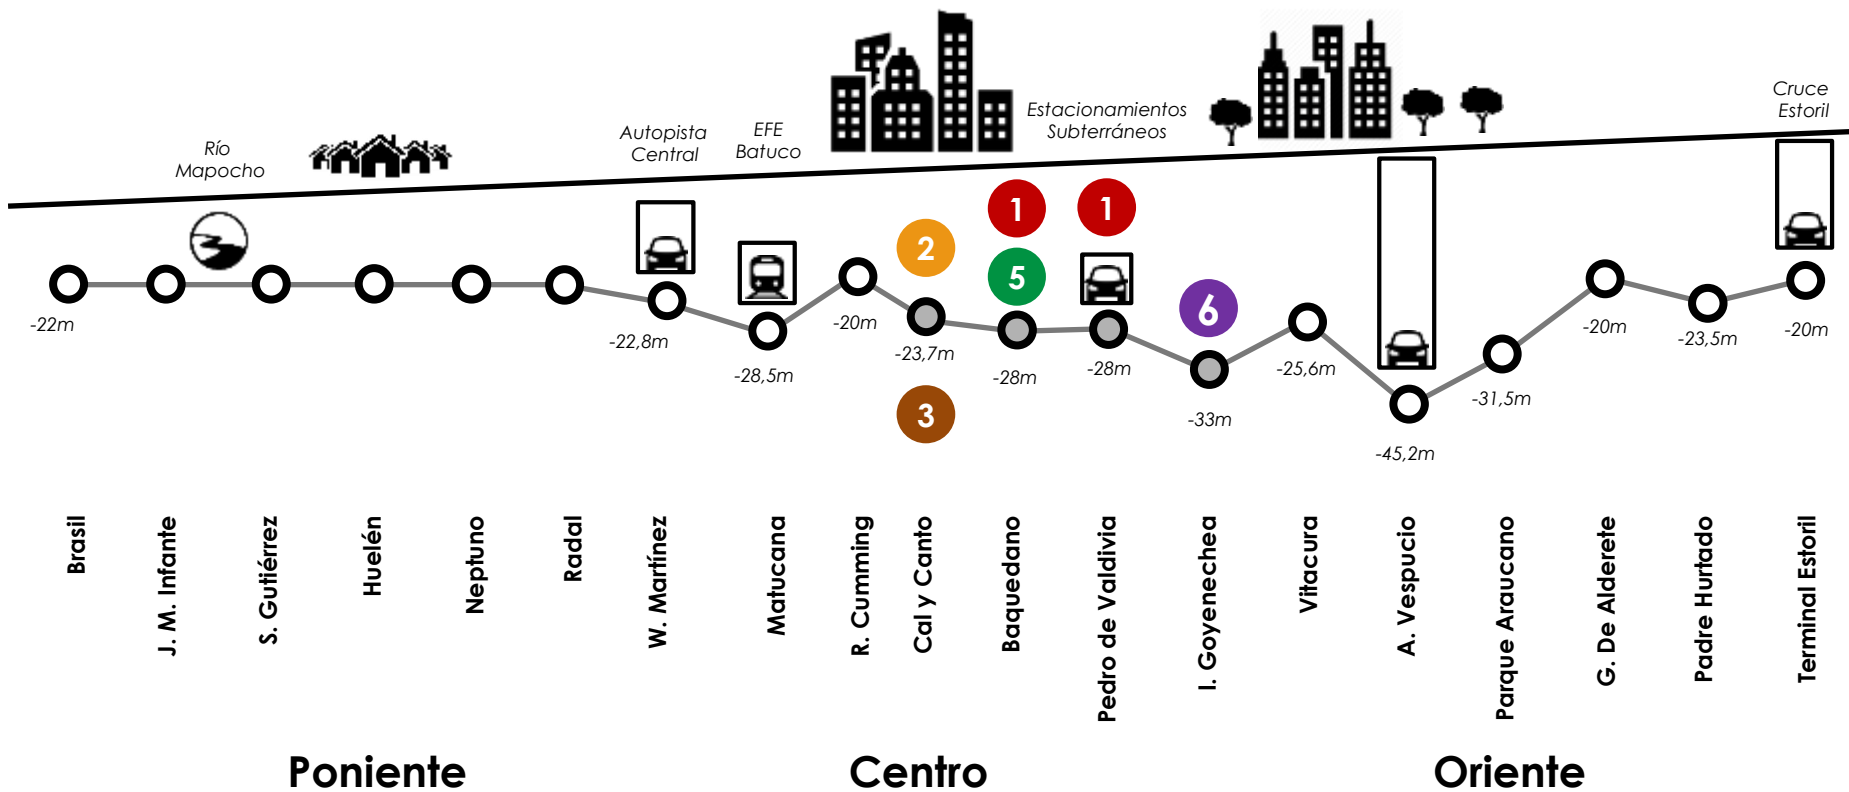 Río
Mapocho
Autopista
Central
EFE
Batuco
Estacionamientos
Subterráneos
Cruce
Estoril
1
1
2
5
6
3
-22m
-22,8m
-28,5m
-20m
-23,7m
-28m
-28m
-33m
-25,6m
-45,2m
-31,5m
-20m
-23,5m
-20m
Brasil
J. M. Infante
S. Gutiérrez
Huelén
Neptuno
Radal
W. Martínez
Matucana
R. Cumming
Cal y Canto
Baquedano
Pedro de Valdivia
I. Goyenechea
Vitacura
A. Vespucio
Parque Araucano
G. De Alderete
Padre Hurtado
Terminal Estoril
Poniente
Centro
Oriente